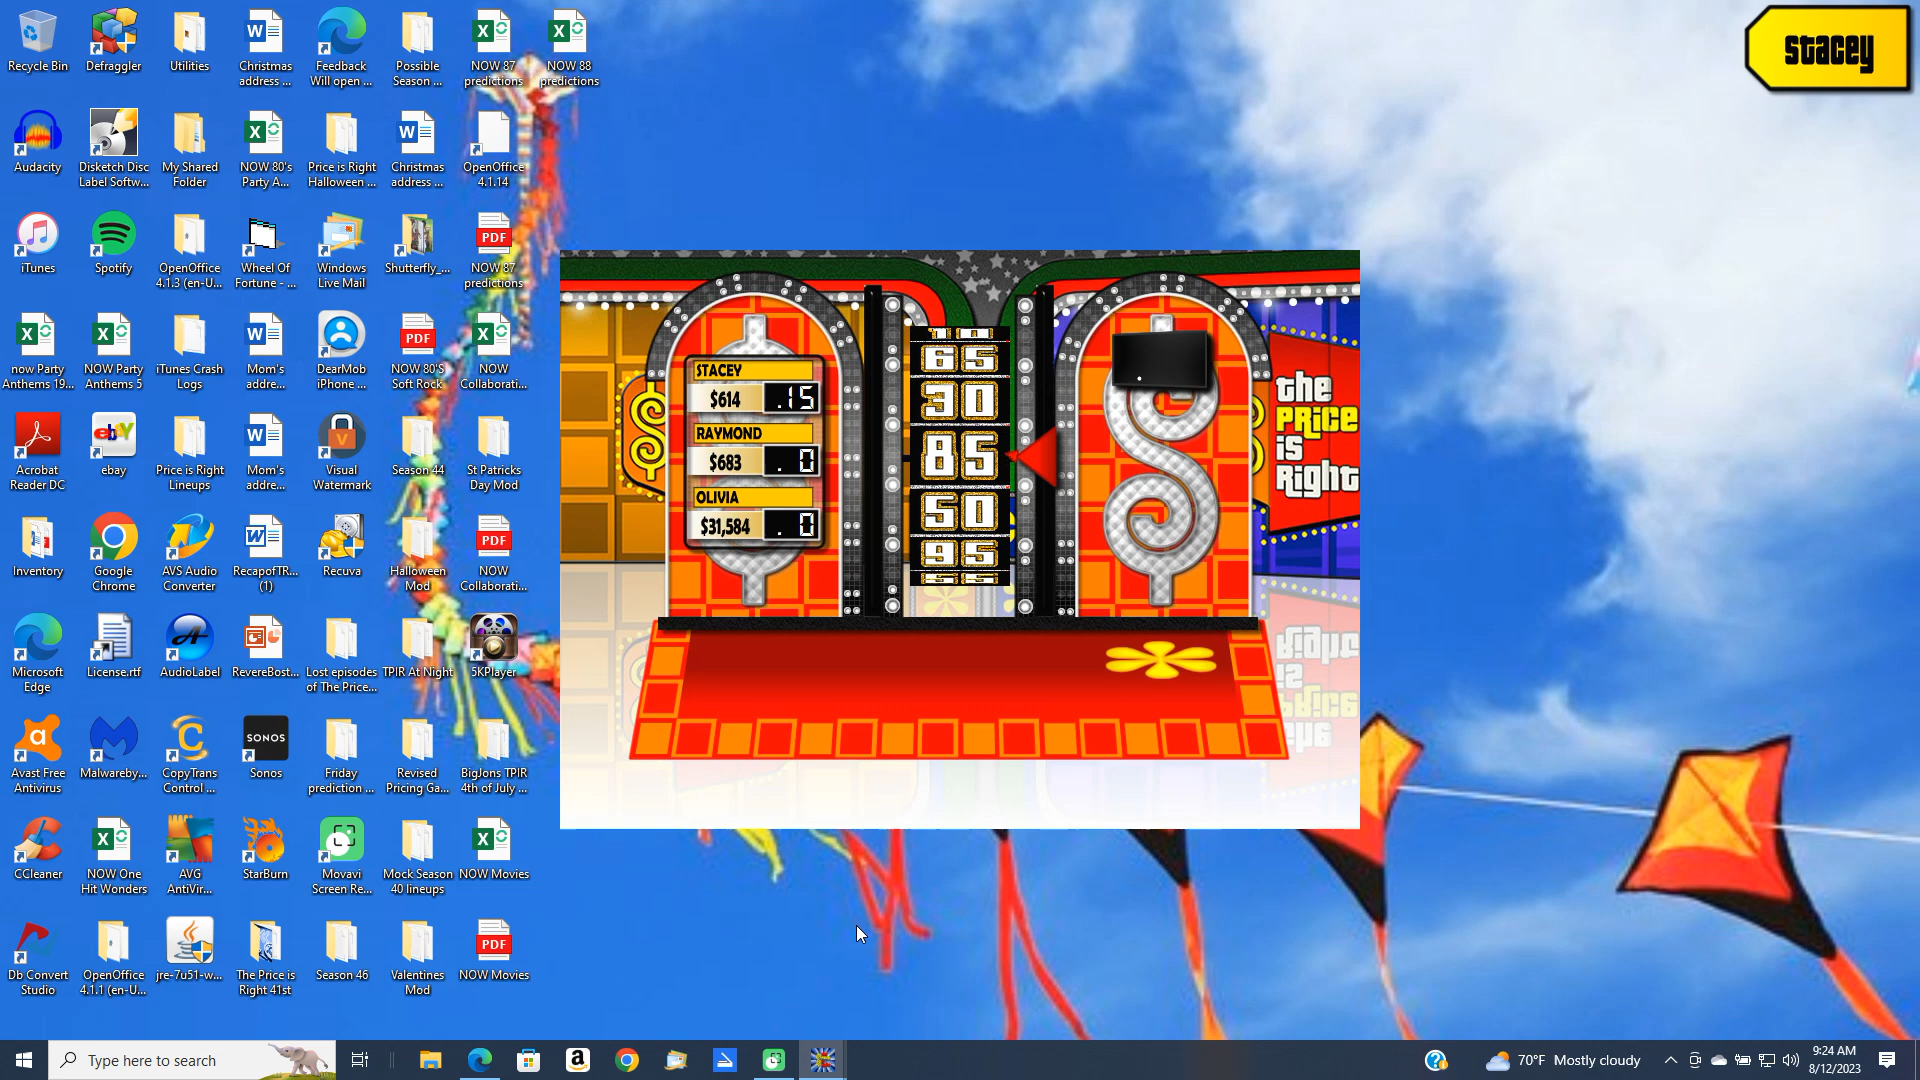 Recycle Bin
Defraggler
Utilities
Christmas
address ...
Feedback
Will open ...
Possible
Season ...
NOW 87
predictions
NOW 88
predictions
stacey
Audacity
Disketch Disc
Label Softw...
My Shared
Folder
NOW 80's
Party A...
Price is Right
Halloween ...
Christmas
address ...
OpenOffice
4.1.14
iTunes
Spotify
OpenOffice
4.1.3 (en-U...
Wheel Of
Fortune - ...
Windows
Live Mail
Shutterfly_...
PDF
NOW 87
predictions
now Party
Anthems 19...
NOW Party
Anthems 5
iTunes Crash
Logs
Mom's
addre...
DearMob
iPhone ...
PDF
NOW 80'S
Soft Rock
NOW
Collaborati...
Acrobat
Reader DC
ebay
ebay
Price is Right
Lineups
Mom's
addre...
Visual
Watermark
Season 44
St Patricks
Day Mod
Inventory
Google
Chrome
AVS Audio
Converter
RecapofTR...
(1)
Recuva
Halloween
Mod
PDF
NOW
Collaborati...
Microsoft
Edge
License.rtf
AudioLabel
RevereBost...
Lost episodes
of The Price...
TPIR At Night
5KPlayer
Avast Free
Antivirus
Malwareby...
CopyTrans
Control ...
SONOS
Sonos
Friday
prediction ...
Revised
Pricing Ga...
BigJons TPIR
4th of July ...
CCleaner
NOW One
Hit Wonders
AVG
AntiVir...
StarBurn
Movavi
Screen Re...
Mock Season
40 lineups
NOW Movies
Db Convert
Studio
OpenOffice
4.1.1 (en-U...
jre-7u51-w...
The Price is
Right 41st
Season 46
Valentines
Mod
PDF
NOW Movies
STACEY
$614 .15
RAYMOND
$683 . 0
OLIVIA
$31,584 . 0
65
30
85
50
95
the
PRICE
is
Right
Type here to search
70°F Mostly cloudy
9:24 AM
8/12/2023